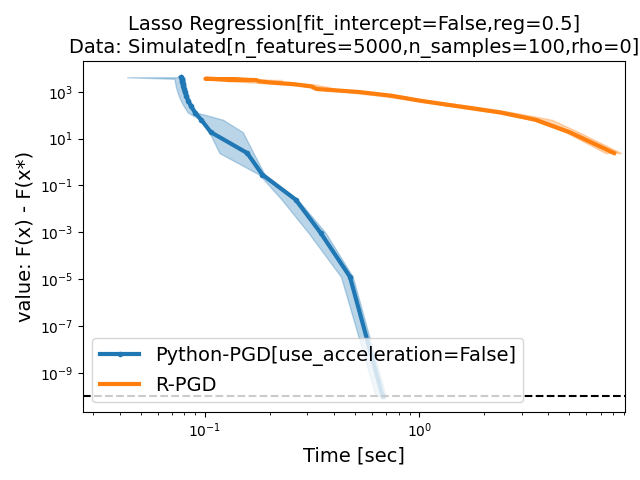 Lasso Regression[fit_intercept=False,reg=0.5]
Data: Simulated[n_features=5000,n_samples=100,rho=0]
value: F(x) - F(x*)
10³
10¹
10⁻¹
10⁻³
10⁻⁵
10⁻⁷
10⁻⁹
Python-PGD[use_acceleration=False]
R-PGD
10⁻¹ 10⁰
Time [sec]